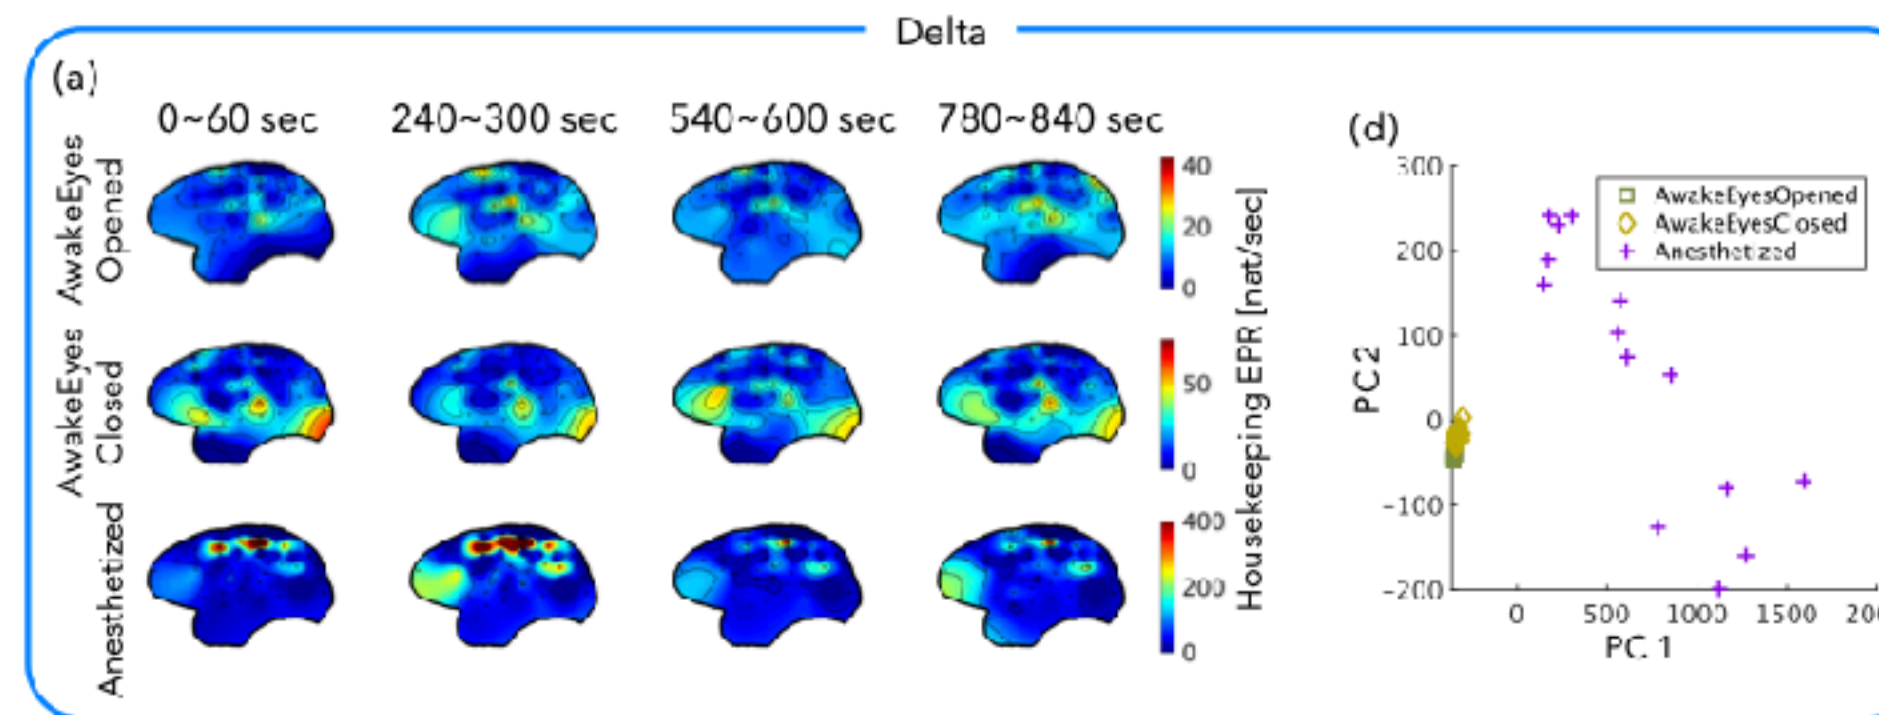 Delta
(a)
0~60 sec
240~300 sec
540~600 sec
780~840 sec
AwakeEyes
Opened
40
20
0
AwakeEyes
Closed
50
0
Anesthetized
400
200
0
Housekeeping EPR [nat/sec]
(d)
300
200
100
0
-100
-200
PC2
AwakeEyesOpened
AwakeEyesClosed
Anesthetized
0
500
1000
1500
PC 1